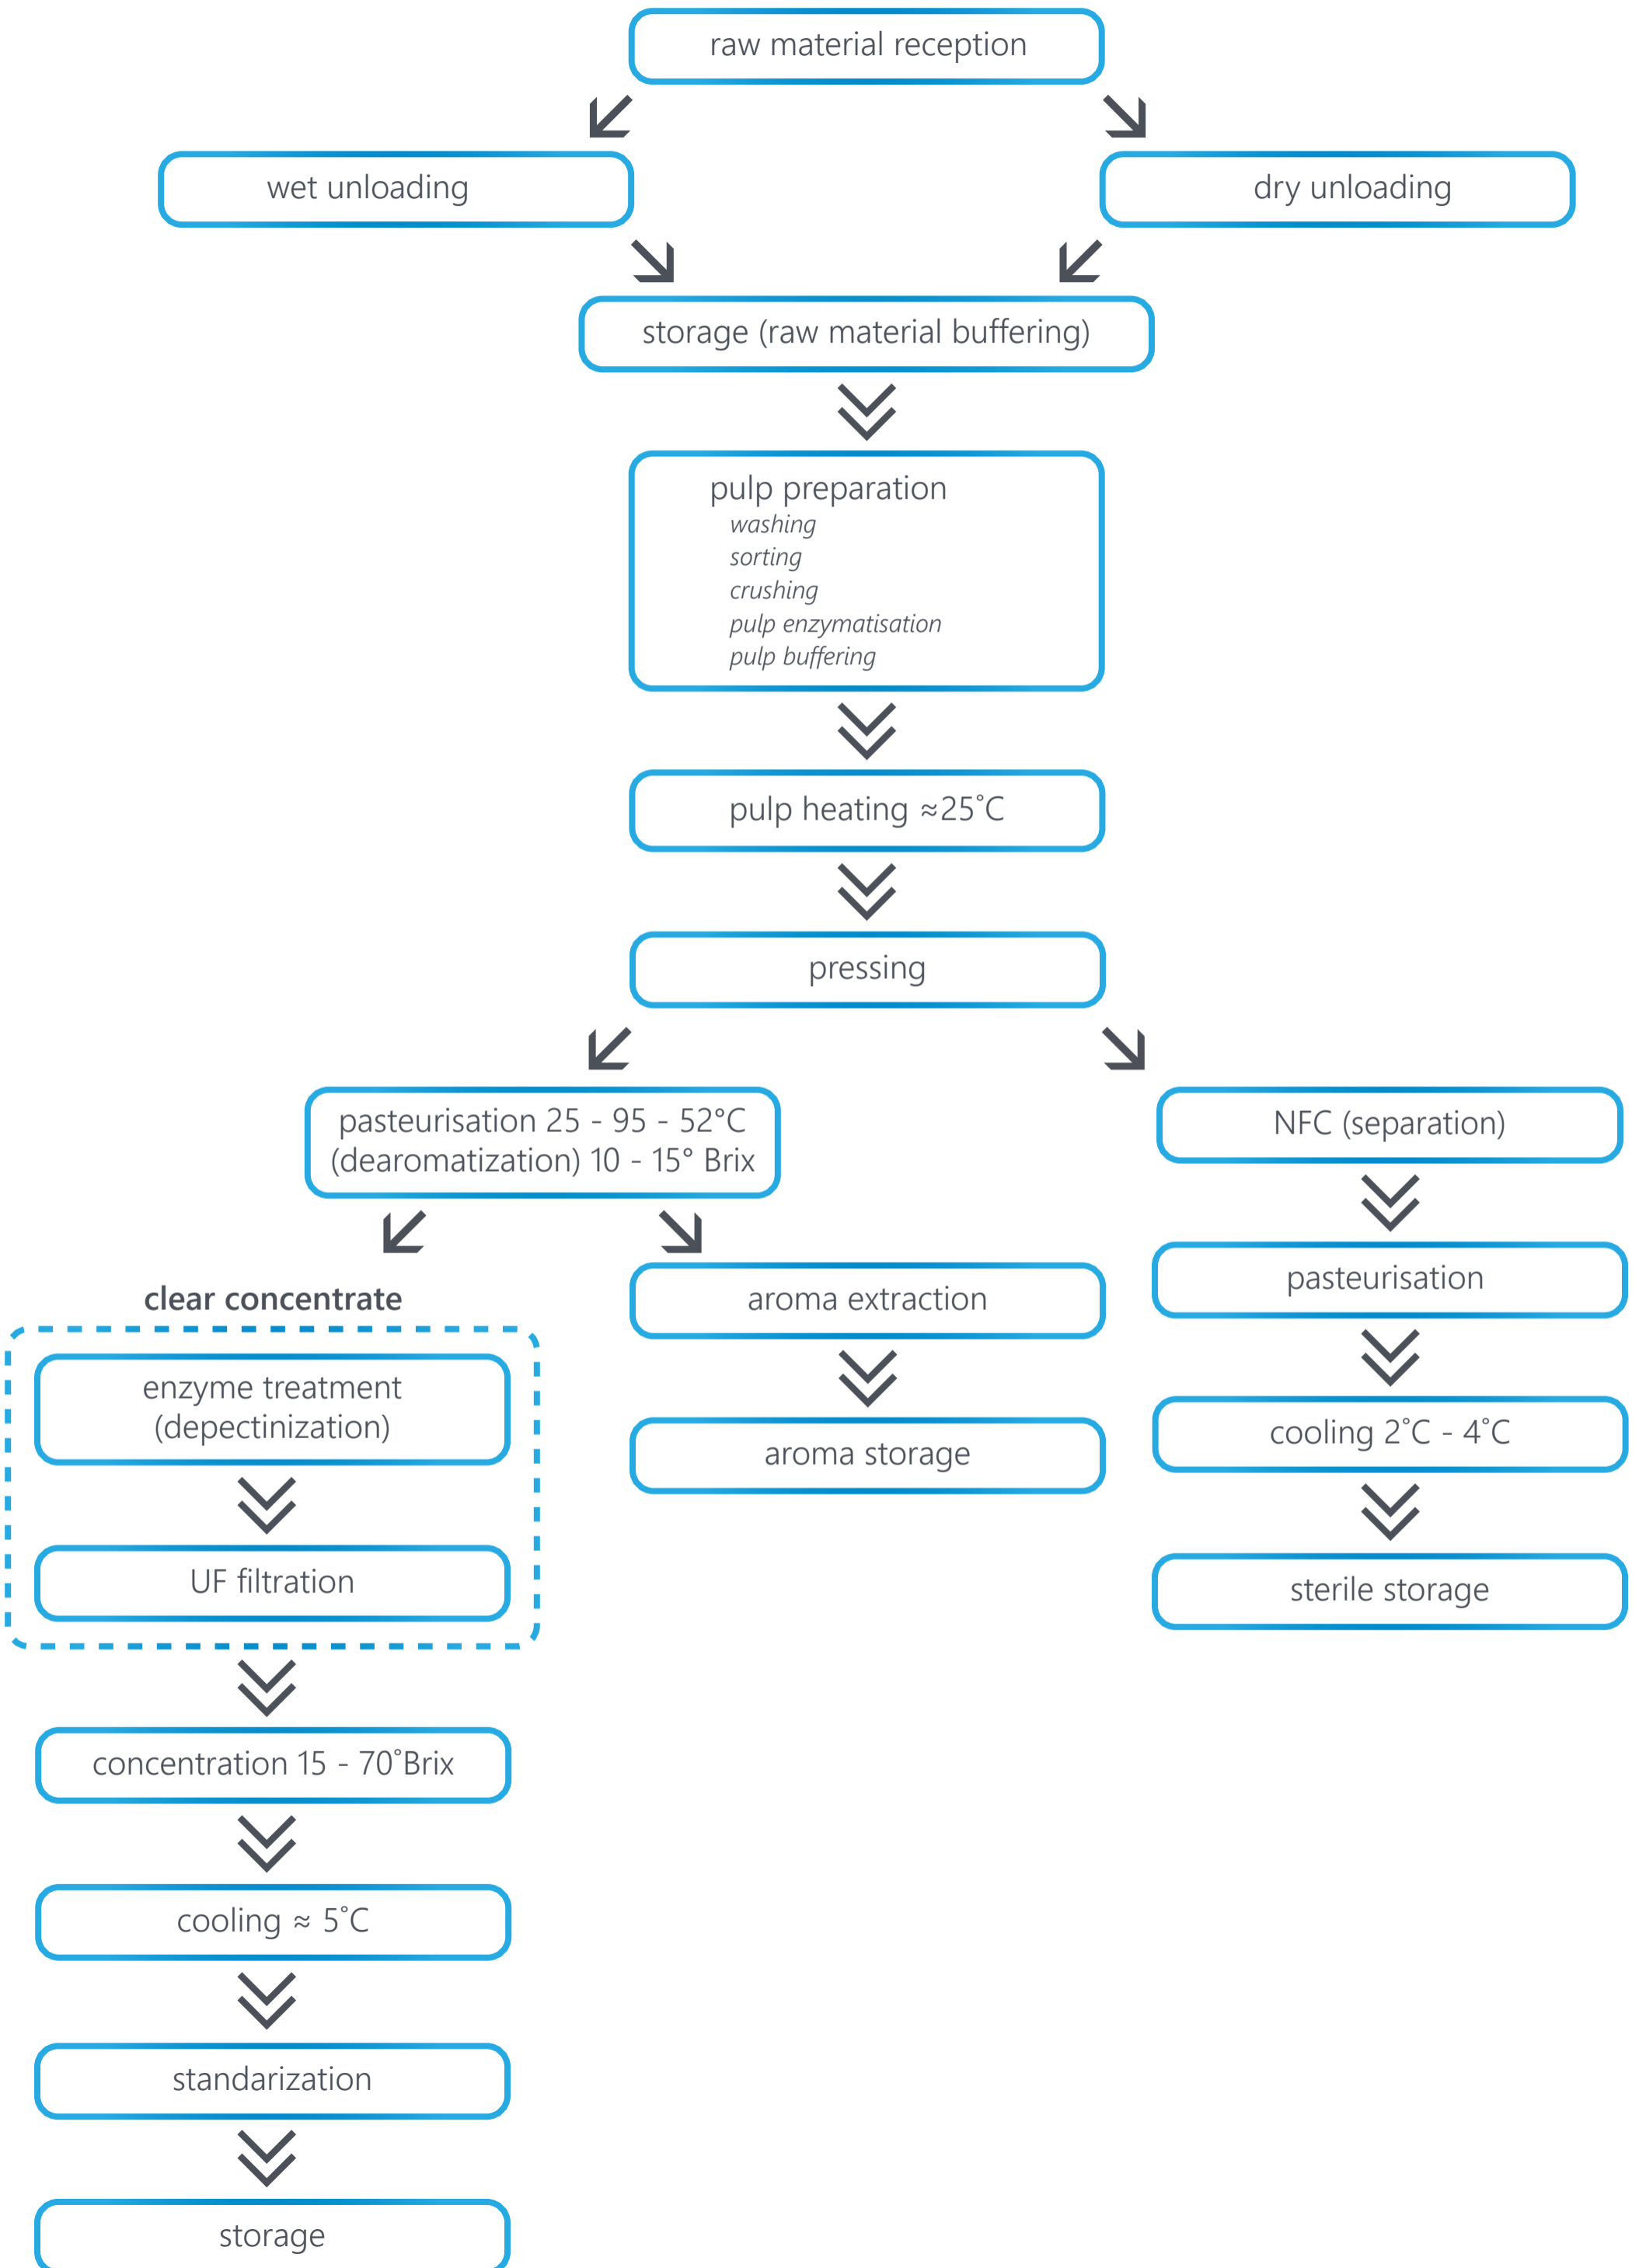 raw material reception
wet unloading
dry unloading
storage (raw material buffering)
pulp preparation
washing
sorting
crushing
pulp enzymatisation
pulp buffering
pulp heating ≈25˚C
pressing
pasteurisation 25 - 95 - 52°C
(dearomatization) 10 - 15° Brix
NFC (separation)
clear concentrate
aroma extraction
pasteurisation
enzyme treatment
(depectinization)
aroma storage
cooling 2˚C - 4˚C
UF filtration
sterile storage
concentration 15 - 70˚Brix
cooling ≈ 5˚C
standarization
storage